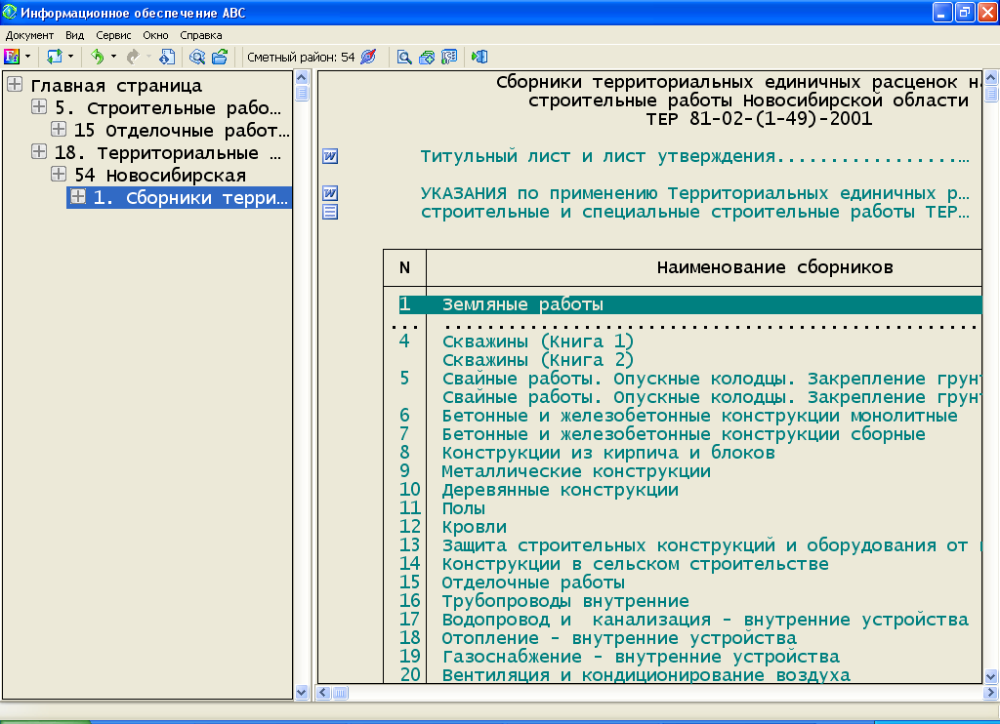 Информационное обеспечение АВС
Документ Вид Сервис Окно Справка
Сметный район: 54
Главная страница
5. Строительные рабо...
15 Отделочные работ...
18. Территориальные ...
54 Новосибирская
1. Сборники терри...
Сборники территориальных единичных расценок на
строительные работы Новосибирской области
ТЕР 81-02-(1-49)-2001
Титульный лист и лист утверждения....................
УКАЗАНИЯ по применению Территориальных единичных р...
строительные и специальные строительные работы ТЕР...
N Наименование сборников
1 Земляные работы
... ..................................................
4 Скважины (Книга 1)
Скважины (Книга 2)
5 Свайные работы. Опускные колодцы. Закрепление грун
Свайные работы. Опускные колодцы. Закрепление грун
6 Бетонные и железобетонные конструкции монолитные
7 Бетонные и железобетонные конструкции сборные
8 Конструкции из кирпича и блоков
9 Металлические конструкции
10 Деревянные конструкции
11 Полы
12 Кровли
13 Защита строительных конструкций и оборудования от
14 Конструкции в сельском строительстве
15 Отделочные работы
16 Трубопроводы внутренние
17 Водопровод и канализация - внутренние устройства
18 Отопление - внутренние устройства
19 Газоснабжение - внутренние устройства
20 Вентиляция и кондиционирование воздуха